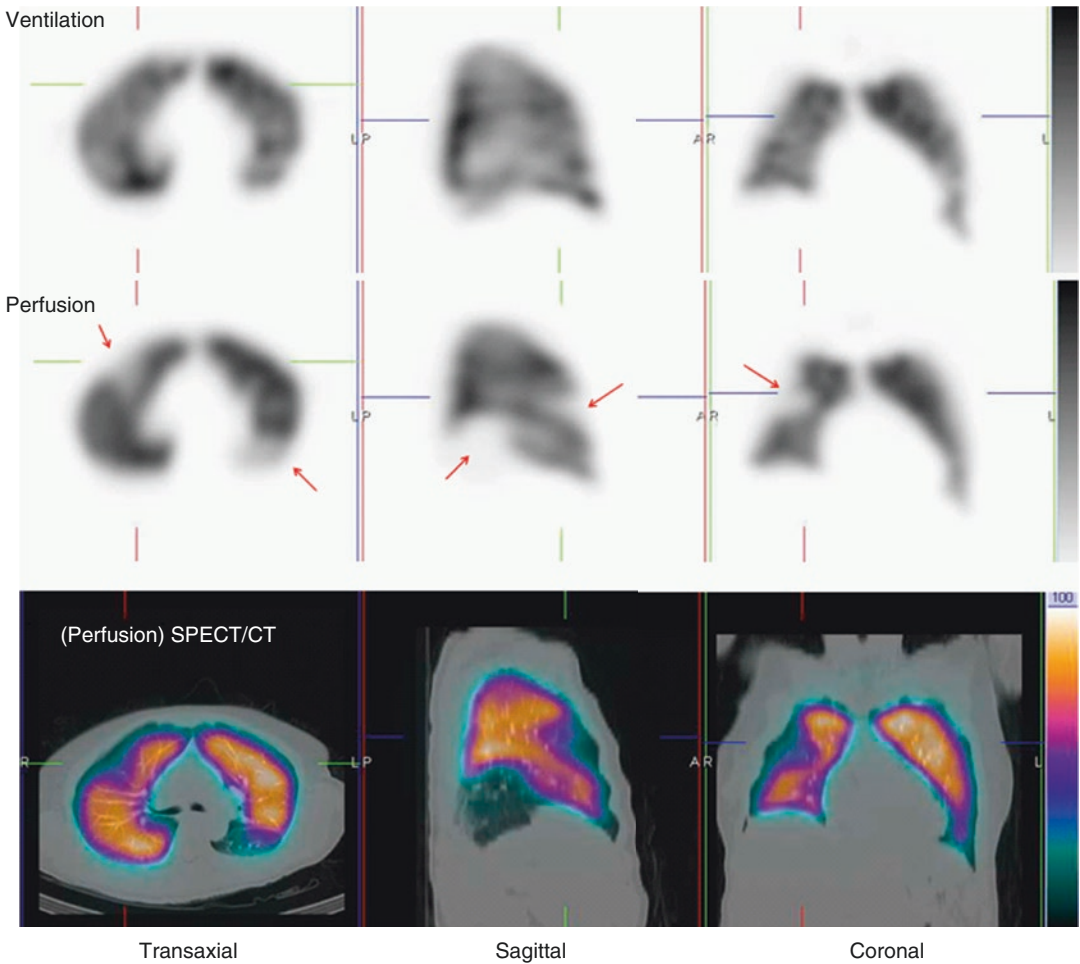 Ventilation
L P
A R
L
Perfusion
L P
A R
L
(Perfusion) SPECT/CT
100
R
L P
A R
L
Transaxial
Sagittal
Coronal